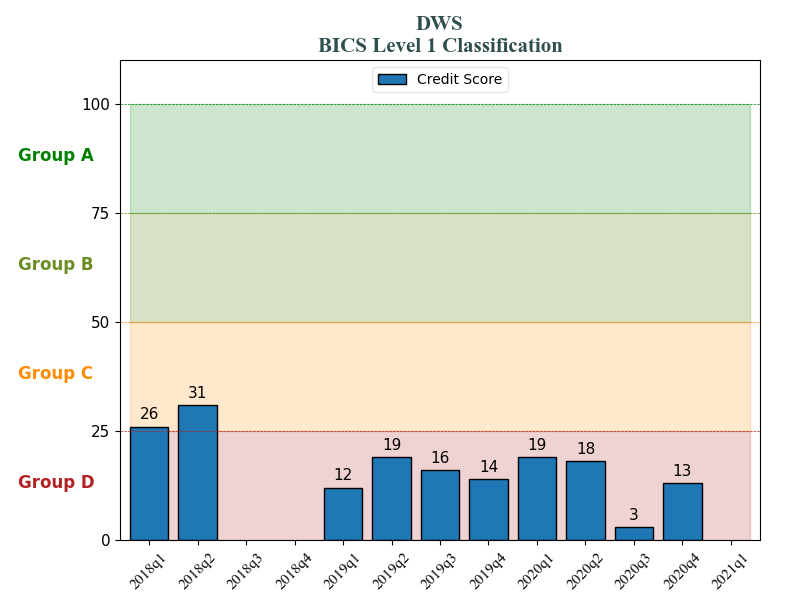 DWS
BICS Level 1 Classification
Credit Score
100
Group A
75
Group B
50
Group C
31
26
25
19
19
18
16
14
13
12
3
Group D
0
2018q1
2018q2
2018q3
2018q4
2019q1
2019q2
2019q3
2019q4
2020q1
2020q2
2020q3
2020q4
2021q1